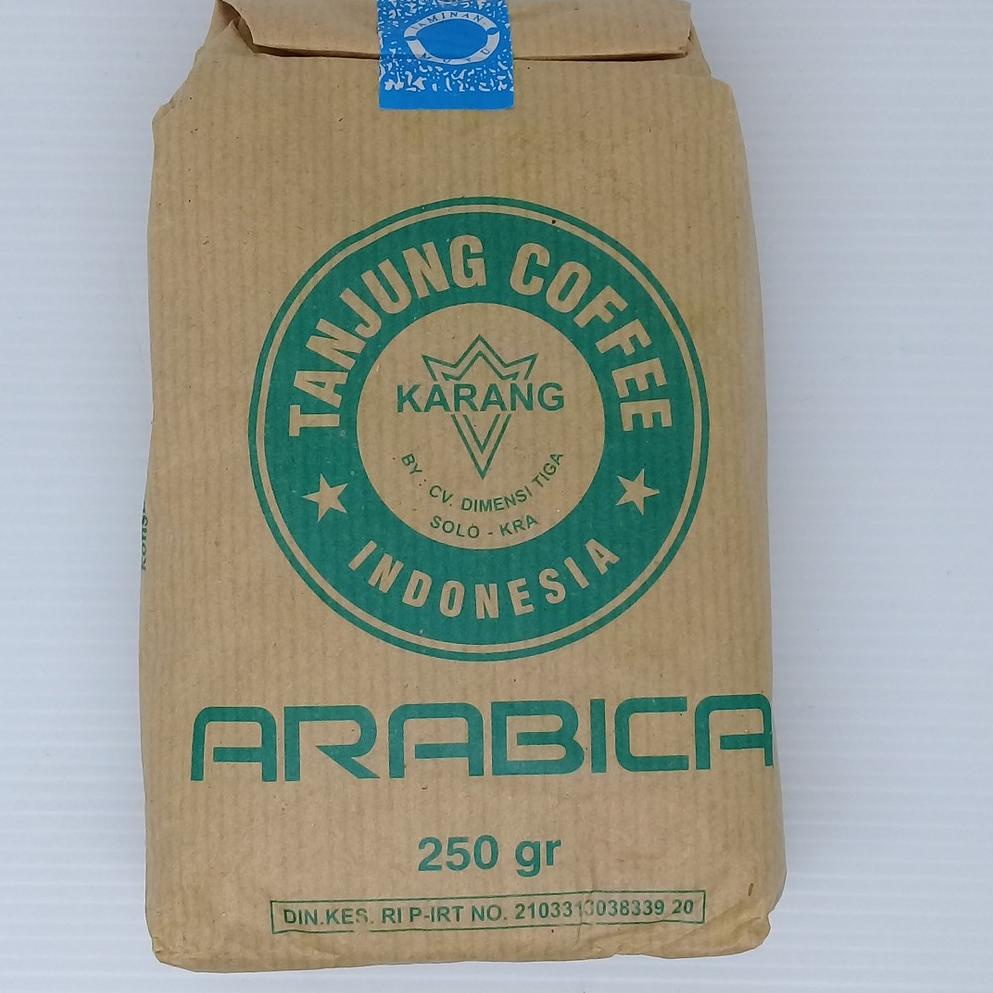 TANJUNG COFFEE
KARANG
BY : CV. DIMENSI TIGA
SOLO - KRA
INDONESIA
ARABICA
250 gr
DIN.KES. RI P-IRT NO. 2103313038339 20